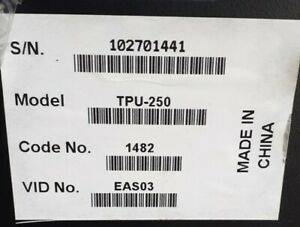 S/N. 102701441
Model TPU-250
Code No. 1482
VID No. EAS03
MADE IN
CHINA